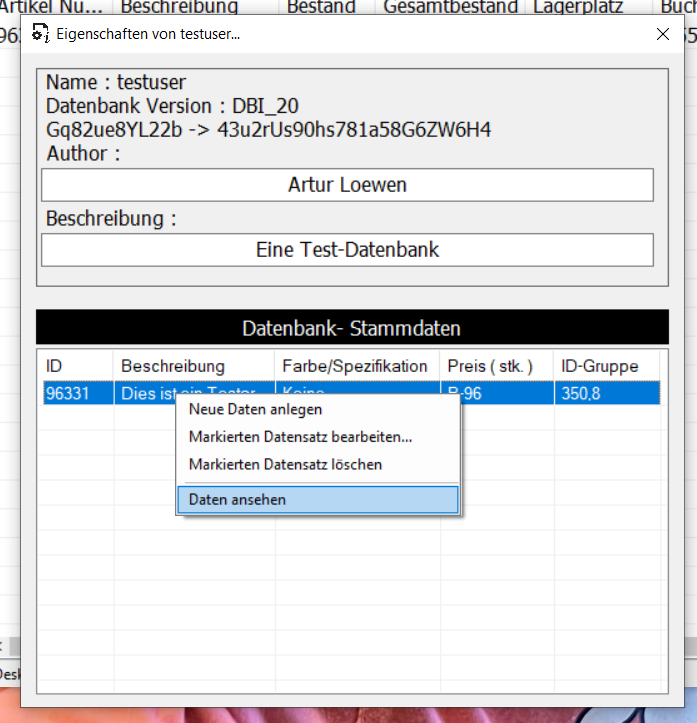 Artikel Nu... Beschreibung Bestand Gesamtbestand Lagerplatz
Eigenschaften von testuser...
Name : testuser
Datenbank Version : DBI_20
Gq82ue8YL22b -> 43u2rUs90hs781a58G6ZW6H4
Author :
Artur Loewen
Beschreibung :
Eine Test-Datenbank
Datenbank- Stammdaten
ID Beschreibung Farbe/Spezifikation Preis ( stk. ) ID-Gruppe
96331 Dies ist ein Tester Keine 350,8
Neue Daten anlegen
Markierten Datensatz bearbeiten...
Markierten Datensatz löschen
Daten ansehen